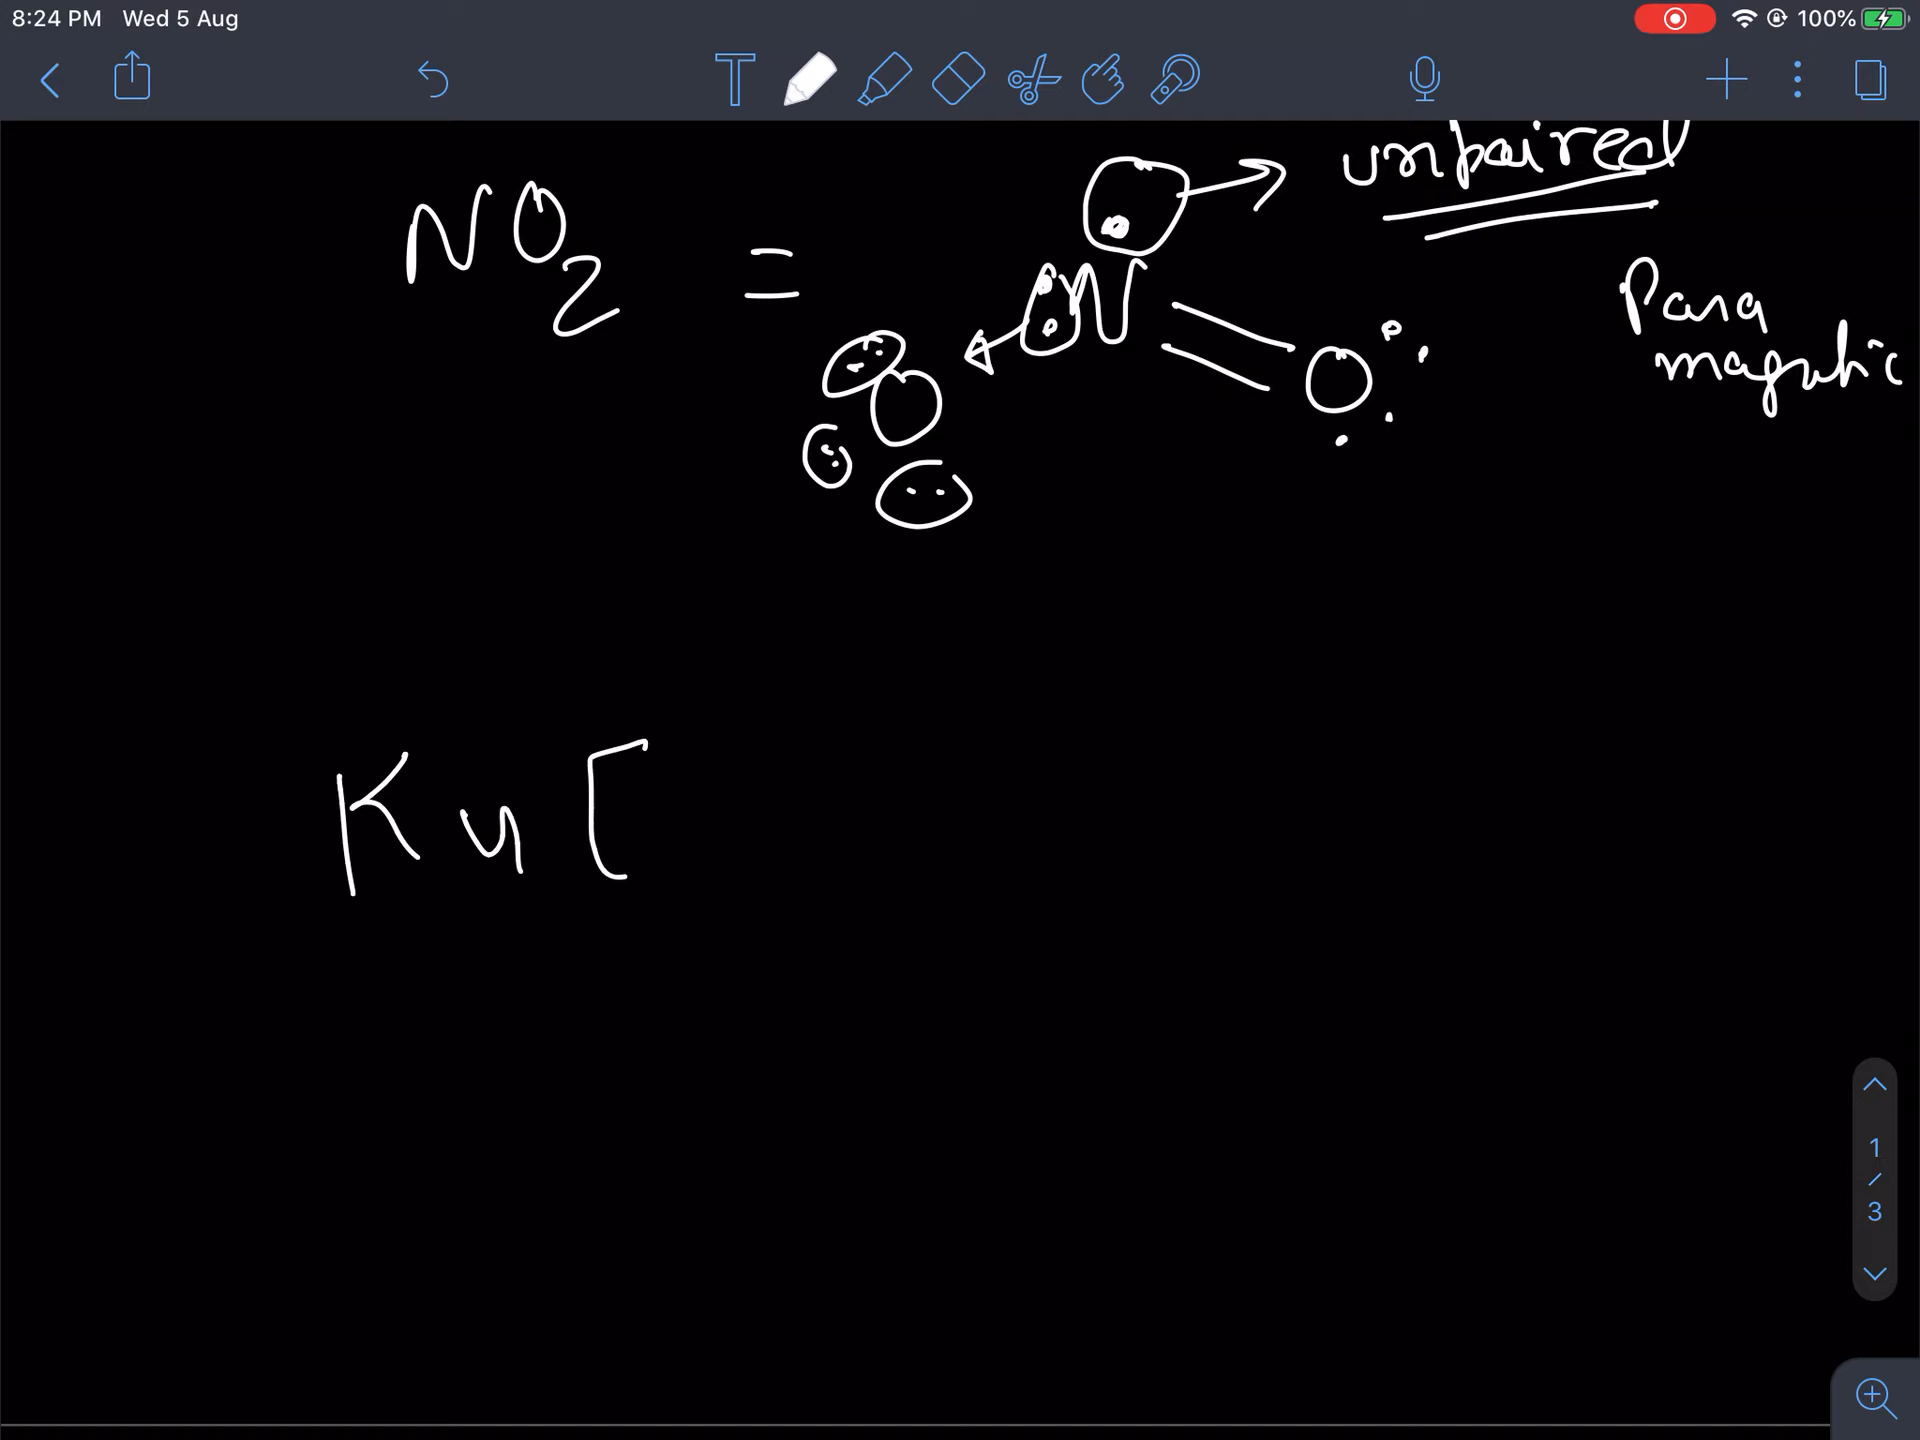 8:24 PM Wed 5 Aug
100%
T
unpaired
NO2 = N = O
O
Para
magnetic
K4 [
1
/
3